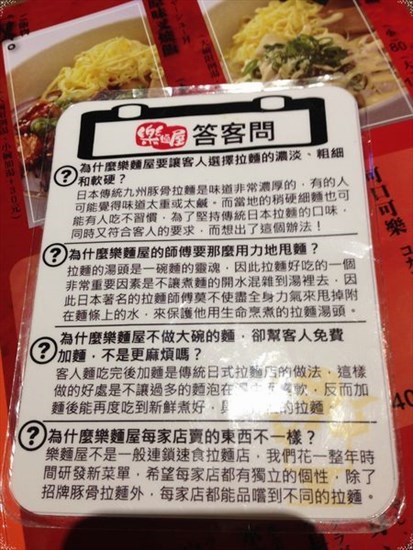 樂麵屋 答客問
為什麼樂麵屋要讓客人選擇拉麵的濃淡、粗細
和軟硬？
日本傳統九州豚骨拉麵是味道非常濃厚的，有的人
可能覺得味道太重或太鹹。而當地的稍硬細麵也可
能有人吃不習慣，為了堅持傳統日本拉麵的口味，
同時又符合客人的要求，而想出了這個辦法！
為什麼樂麵屋的師傅要那麼用力地甩麵？
拉麵的湯頭是一碗麵的靈魂，因此拉麵好吃的一個
非常重要因素是不讓煮麵的開水混雜到湯裡去，因
此日本著名的拉麵師傅莫不使盡全身力氣來甩掉附
在麵條上的水，來保護他用生命烹煮的拉麵湯頭。
為什麼樂麵屋不做大碗的麵，卻幫客人免費
加麵，不是更麻煩嗎？
客人麵吃完後加麵是傳統日式拉麵店的做法，這樣
做的好處是不讓過多的麵泡在軟，反而加
麵後能再度吃到新鮮煮好，的拉麵
為什麼樂麵屋每家店賣的東西不一樣？
樂麵屋不是一般連鎖速食拉麵店，我們花一整年時
間研發新菜單，希望每家店都有獨立的個性，除了
招牌豚骨拉麵外，每家店都能品嚐到不同的拉麵。
可口可樂
80